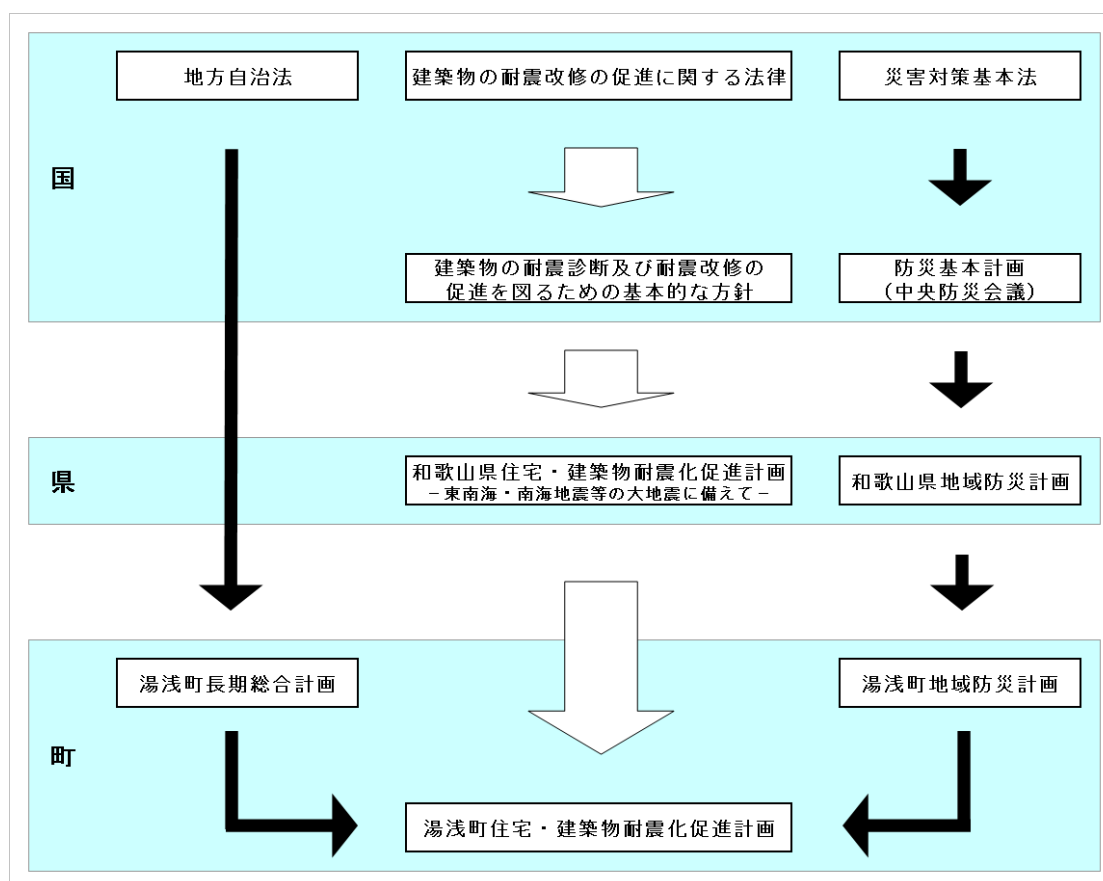 地方自治法
建築物の耐震改修の促進に関する法律
災害対策基本法
国
建築物の耐震診断及び耐震改修の
促進を図るための基本的な方針
防災基本計画
(中央防災会議)
県
和歌山県住宅・建築物耐震化促進計画
－東南海・南海地震等の大地震に備えて－
和歌山県地域防災計画
湯浅町長期総合計画
湯浅町地域防災計画
町
湯浅町住宅・建築物耐震化促進計画